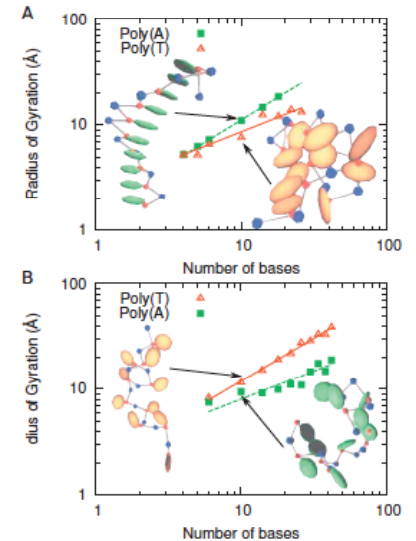 A
100
Poly(A)
Poly(T)
10
1
1 10 100
Radius of Gyration (Å)
Number of bases
B
100
Poly(T)
Poly(A)
10
1
1 10 100
dius of Gyration (Å)
Number of bases